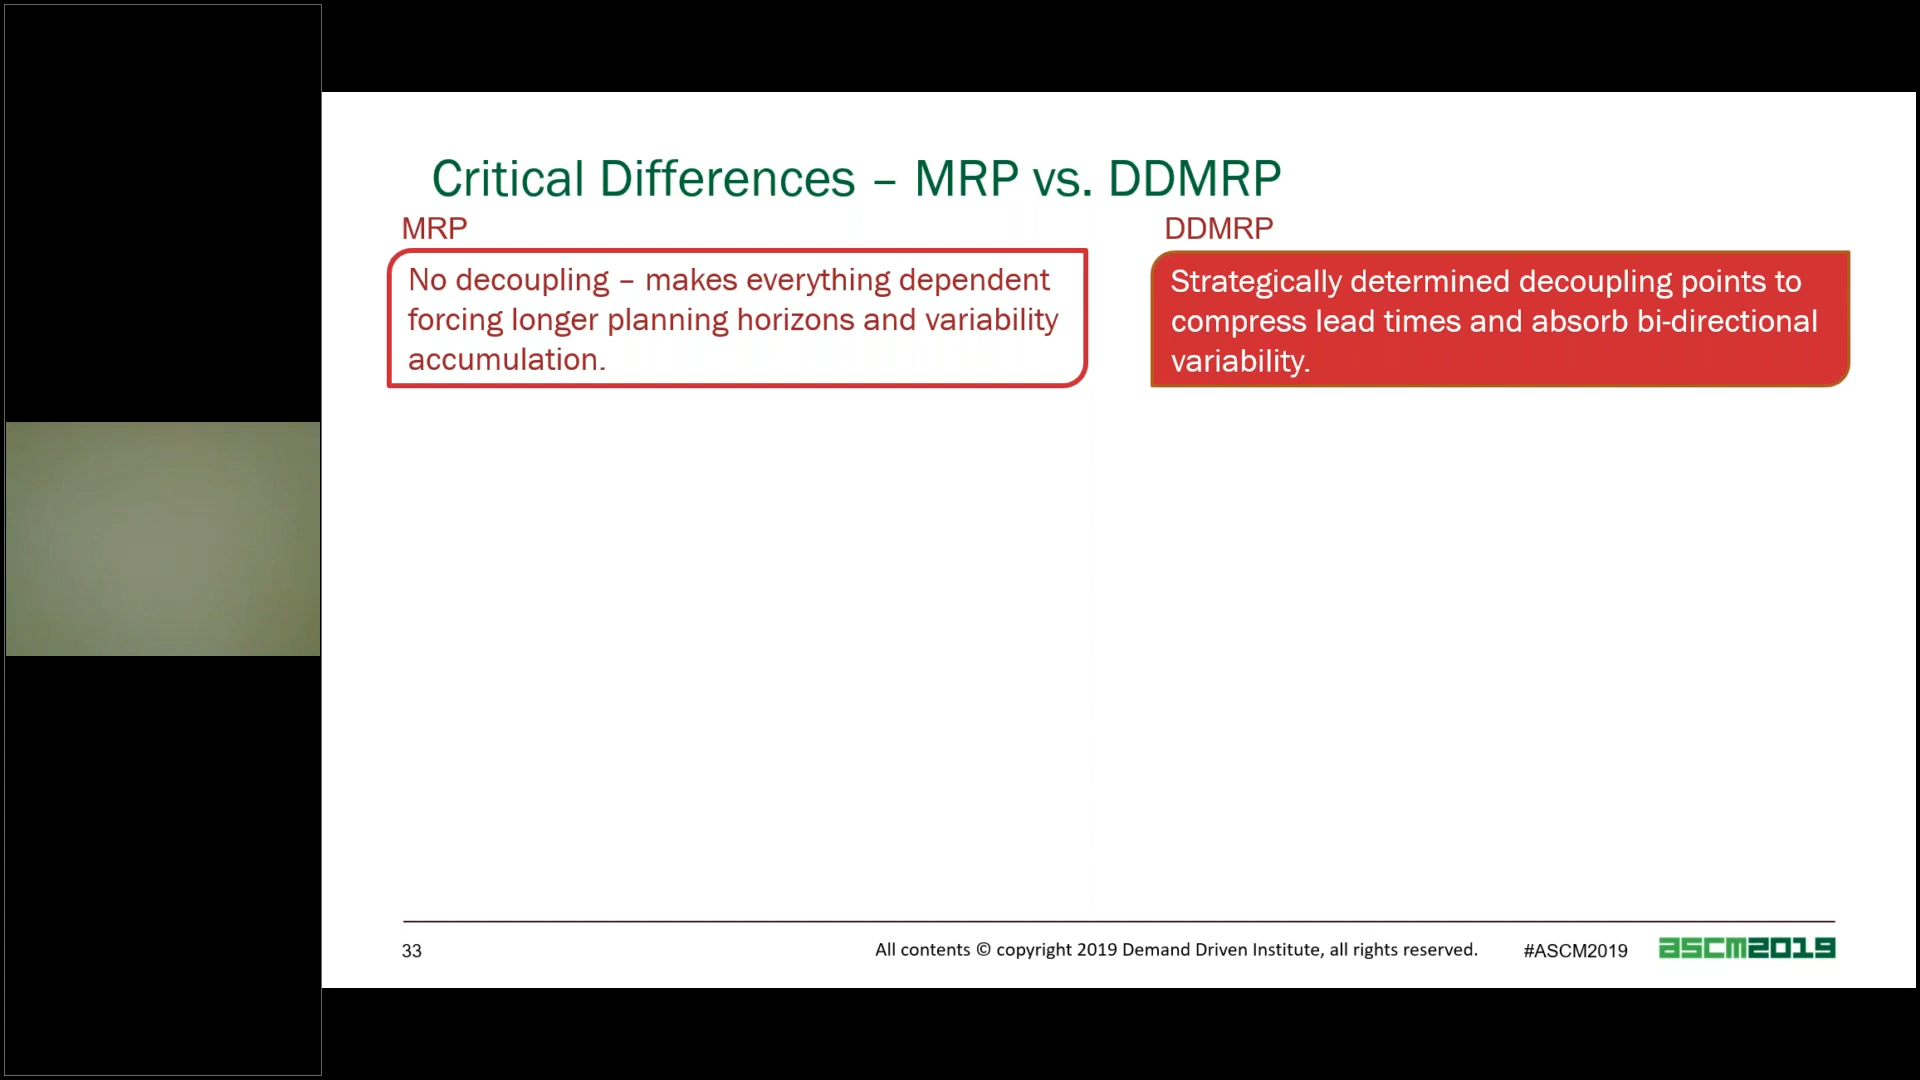 Critical Differences – MRP vs. DDMRP
MRP
No decoupling – makes everything dependent
forcing longer planning horizons and variability
accumulation.
DDMRP
Strategically determined decoupling points to
compress lead times and absorb bi-directional
variability.
33
All contents © copyright 2019 Demand Driven Institute, all rights reserved.
#ASCM2019
ascm2019